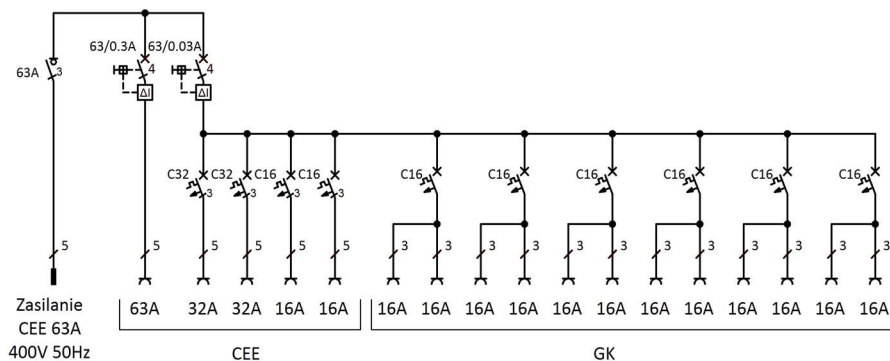 63/0.3A 63/0.03A
63A 3 4 4
ΔI ΔI
C32 C32 C16 C16 C16 C16 C16 C16 C16 C16
3 3 3 3
5 5 5 5 5 5 3 3 3 3 3 3 3 3 3 3 3 3
63A 32A 32A 16A 16A 16A 16A 16A 16A 16A 16A 16A 16A 16A 16A 16A 16A
Zasilanie
CEE 63A
400V 50Hz
CEE
GK